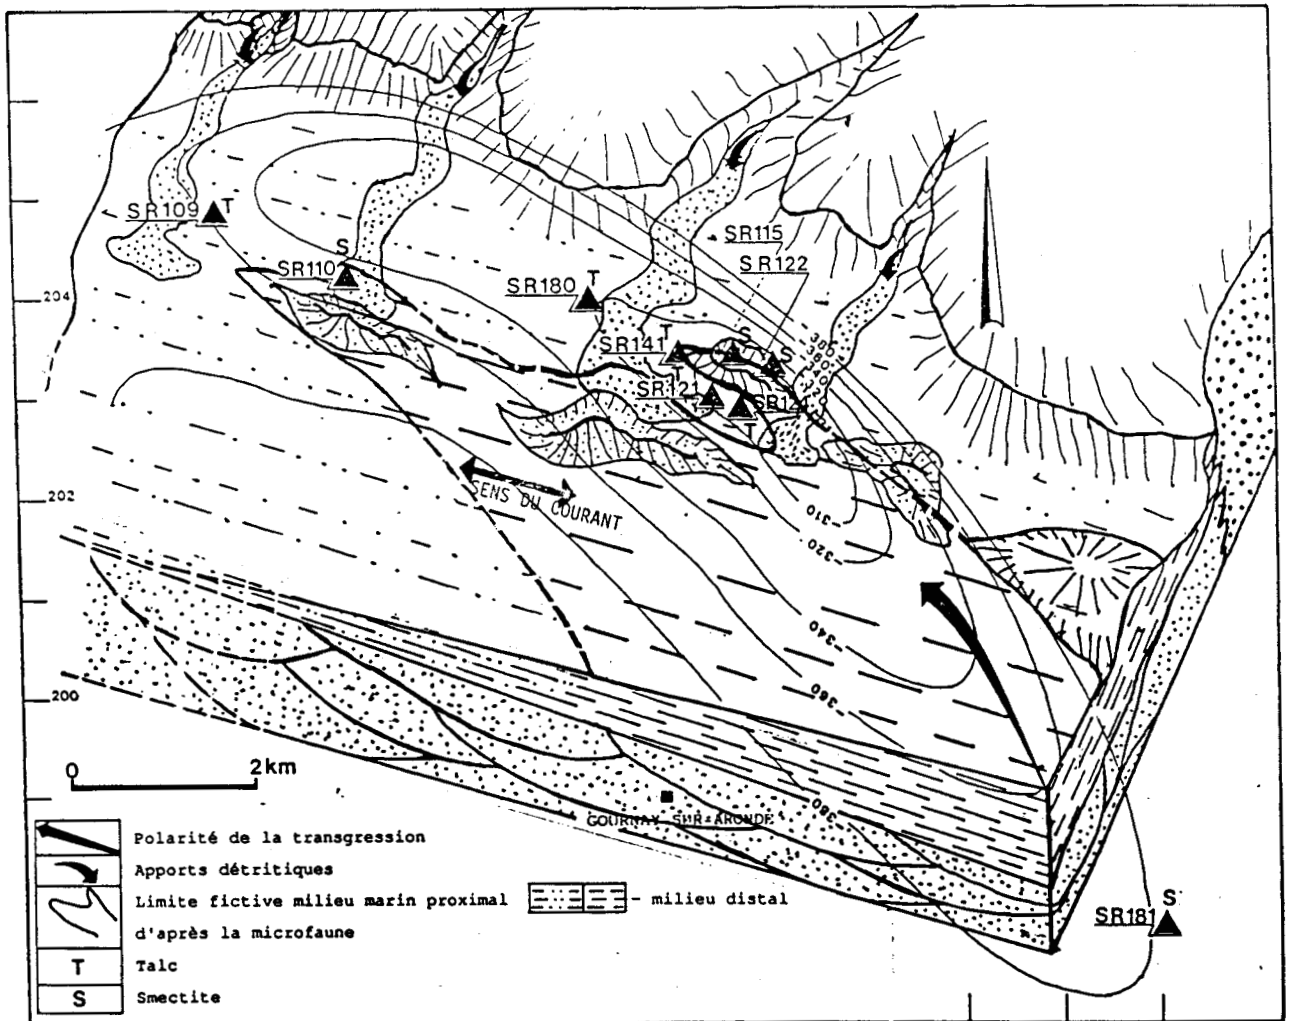 SR109 T
S
SR110
SR115
SR122
T
SR180
204
T
SR141
S
S
SR121
T
SENS DU COURANT
202
-310
-320
-340
-360
-380
200
0 2km
GOURNAY SUR ARONDE
Polarité de la transgression
Apports détritiques
Limite fictive milieu marin proximal - milieu distal
d'après la microfaune
T Talc
S Smectite
S
SR181